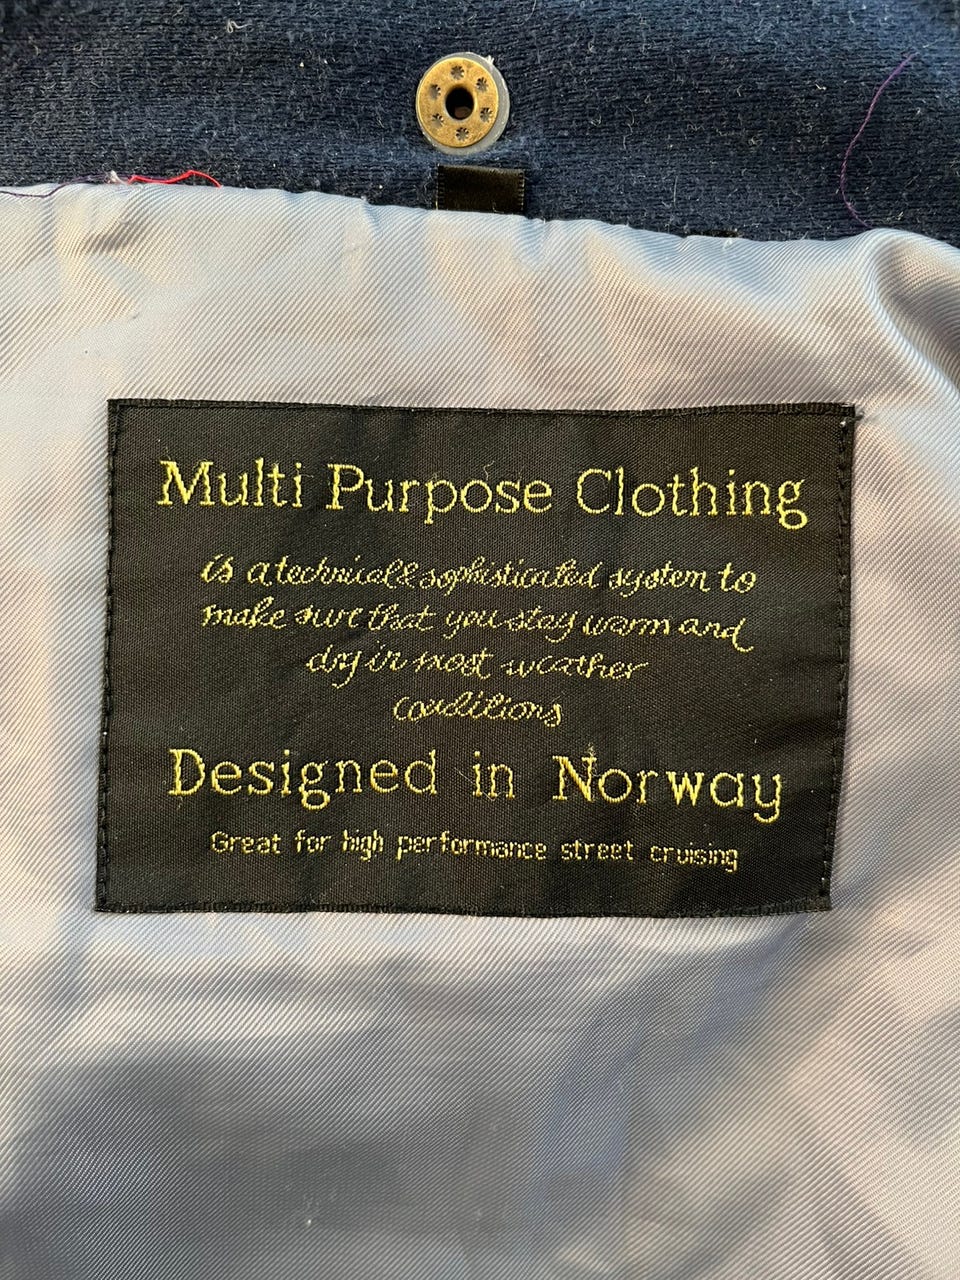 Multi Purpose Clothing
is a technical & sophisticated system to
make sure that you stay warm and
dry in most weather
conditions
Designed in Norway
Great for high performance street cruising